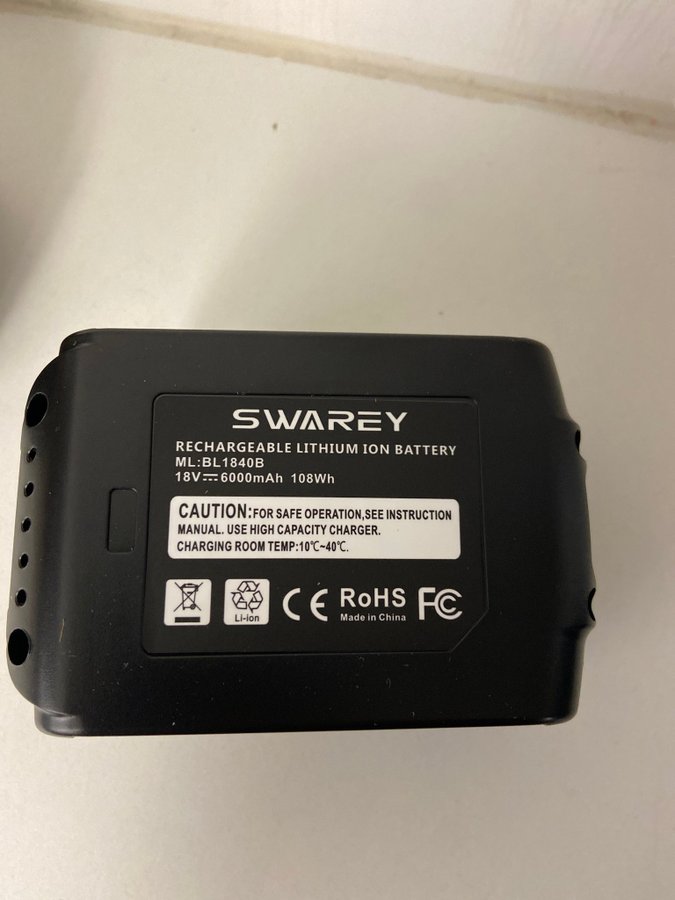 SWAREY
RECHARGEABLE LITHIUM ION BATTERY
ML:BL1840B
18V⎓6000mAh 108Wh
CAUTION:FOR SAFE OPERATION,SEE INSTRUCTION
MANUAL. USE HIGH CAPACITY CHARGER.
CHARGING ROOM TEMP:10℃~40℃.
Li-ion
CE
RoHS
Made in China
FC